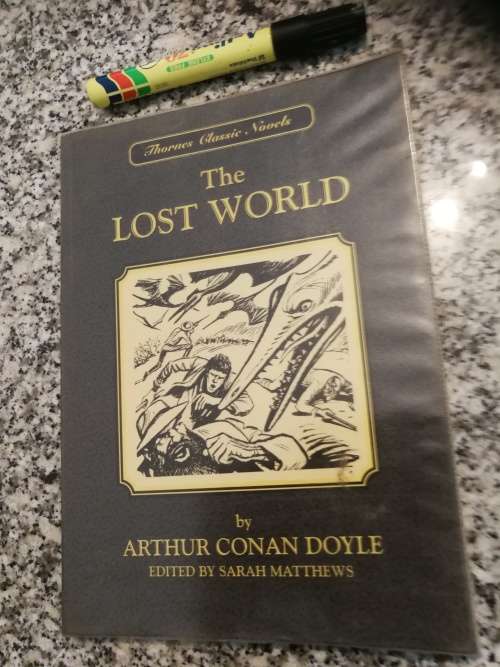 Thornes Classic Novels
The
LOST WORLD
by
ARTHUR CONAN DOYLE
EDITED BY SARAH MATTHEWS